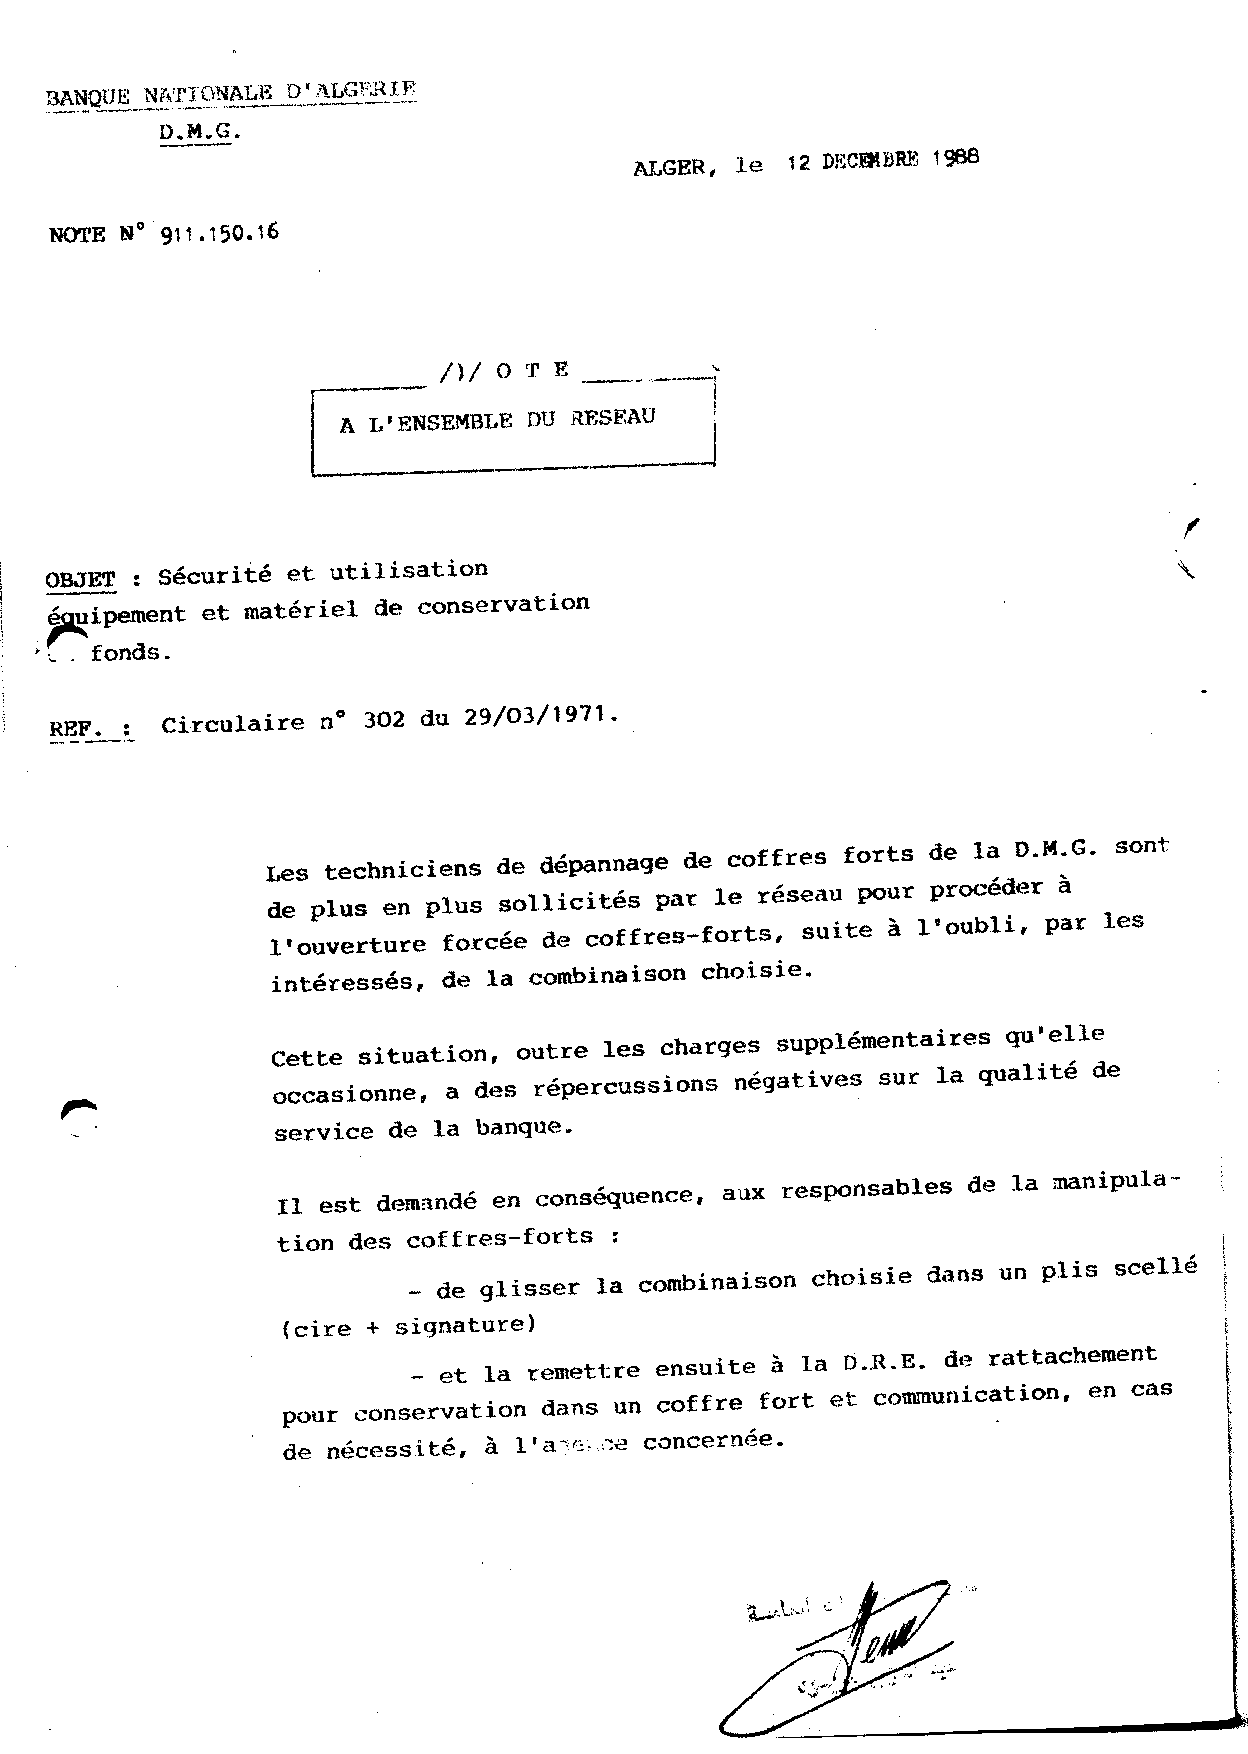 BANQUE NATIONALE D'ALGERIE
D.M.G.
ALGER, le 12 DECEMBRE 1988
NOTE N° 911.150.16
/)/ O T E
A L'ENSEMBLE DU RESEAU
OBJET : Sécurité et utilisation
équipement et matériel de conservation
fonds.
REF. : Circulaire n° 302 du 29/03/1971.
Les techniciens de dépannage de coffres forts de la D.M.G. sont
de plus en plus sollicités par le réseau pour procéder à
l'ouverture forcée de coffres-forts, suite à l'oubli, par les
intéressés, de la combinaison choisie.
Cette situation, outre les charges supplémentaires qu'elle
occasionne, a des répercussions négatives sur la qualité de
service de la banque.
Il est demandé en conséquence, aux responsables de la manipula-
tion des coffres-forts :
- de glisser la combinaison choisie dans un plis scellé
(cire + signature)
- et la remettre ensuite à la D.R.E. de rattachement
pour conservation dans un coffre fort et communication, en cas
de nécessité, à l'agence concernée.